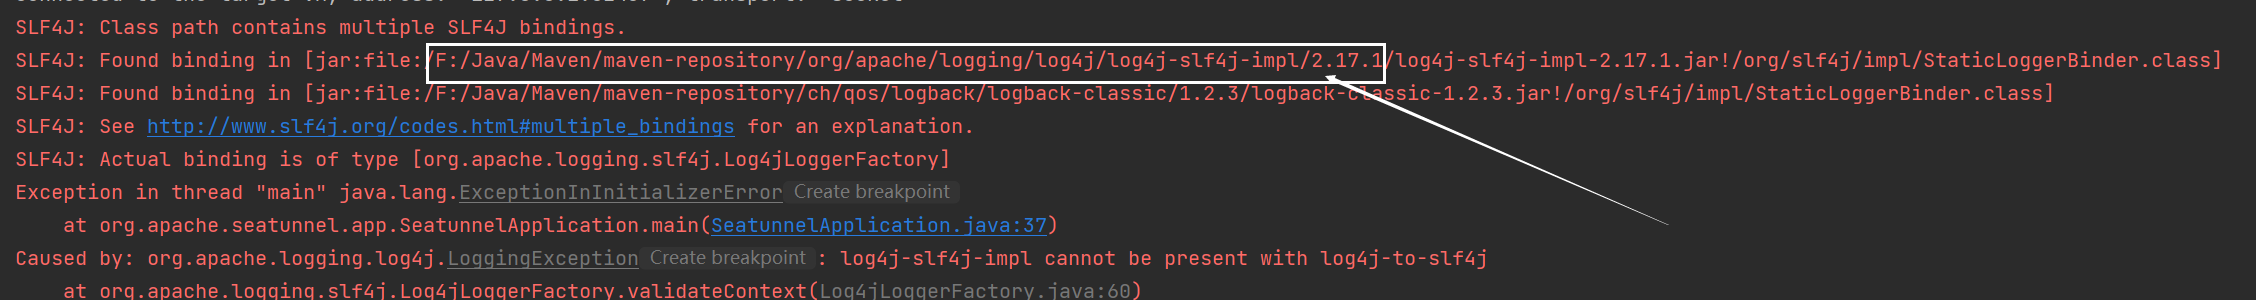 SLF4J: Class path contains multiple SLF4J bindings.
SLF4J: Found binding in [jar:file:/F:/Java/Maven/maven-repository/org/apache/logging/log4j/log4j-slf4j-impl/2.17.1/log4j-slf4j-impl-2.17.1.jar!/org/slf4j/impl/StaticLoggerBinder.class]
SLF4J: Found binding in [jar:file:/F:/Java/Maven/maven-repository/ch/qos/logback/logback-classic/1.2.3/logback-classic-1.2.3.jar!/org/slf4j/impl/StaticLoggerBinder.class]
SLF4J: See http://www.slf4j.org/codes.html#multiple_bindings for an explanation.
SLF4J: Actual binding is of type [org.apache.logging.slf4j.Log4jLoggerFactory]
Exception in thread "main" java.lang.ExceptionInInitializerError Create breakpoint
at org.apache.seatunnel.app.SeatunnelApplication.main(SeatunnelApplication.java:37)
Caused by: org.apache.logging.log4j.LoggingException Create breakpoint : log4j-slf4j-impl cannot be present with log4j-to-slf4j
at org.apache.logging.slf4j.Log4jLoggerFactory.validateContext(Log4jLoggerFactory.java:60)